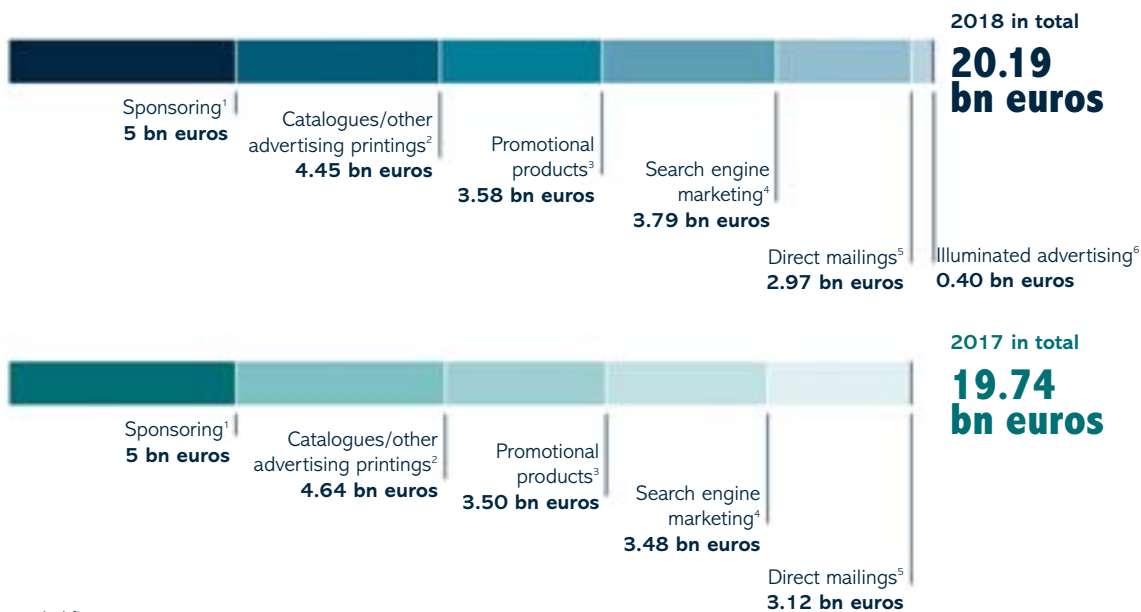 2018 in total
20.19
bn euros
Sponsoring¹
5 bn euros
Catalogues/other
advertising printings²
4.45 bn euros
Promotional
products³
3.58 bn euros
Search engine
marketing⁴
3.79 bn euros
Direct mailings⁵
2.97 bn euros
Illuminated advertising⁶
0.40 bn euros
2017 in total
19.74
bn euros
Sponsoring¹
5 bn euros
Catalogues/other
advertising printings²
4.64 bn euros
Promotional
products³
3.50 bn euros
Search engine
marketing⁴
3.48 bn euros
Direct mailings⁵
3.12 bn euros